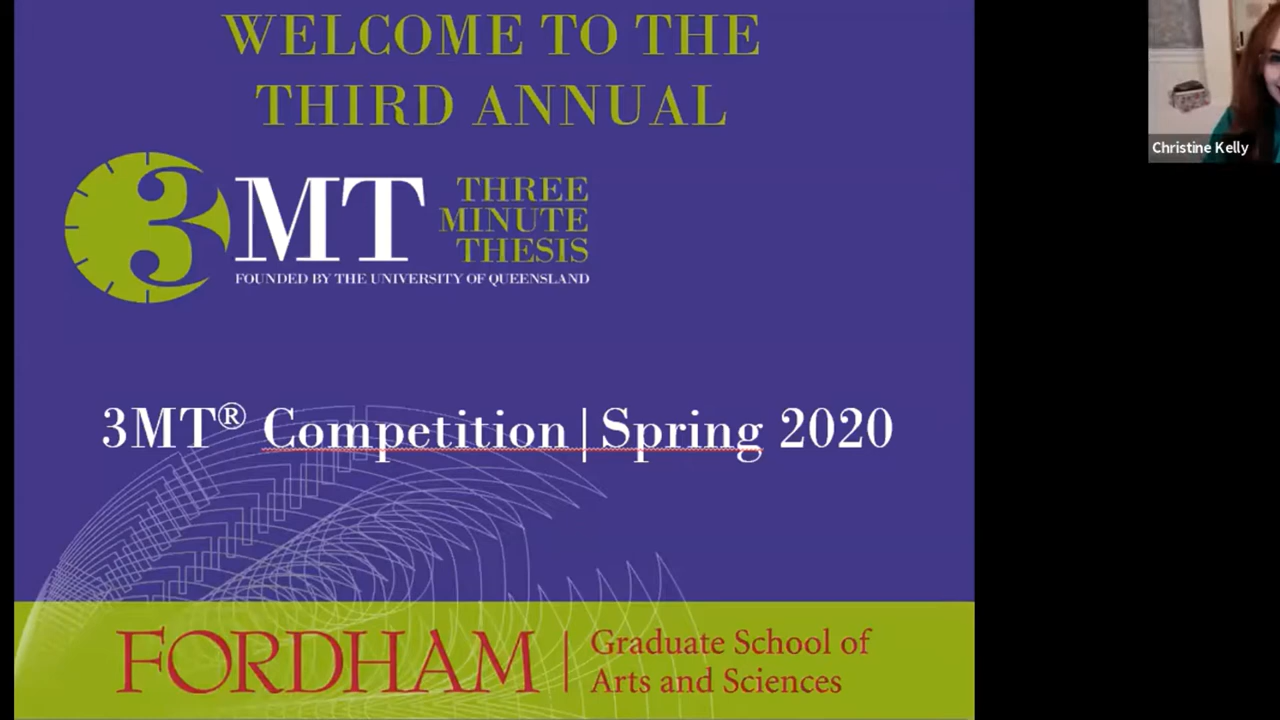 WELCOME TO THE
THIRD ANNUAL
3MT
THREE
MINUTE
THESIS
FOUNDED BY THE UNIVERSITY OF QUEENSLAND
3MT® Competition | Spring 2020
FORDHAM
Graduate School of
Arts and Sciences
Christine Kelly